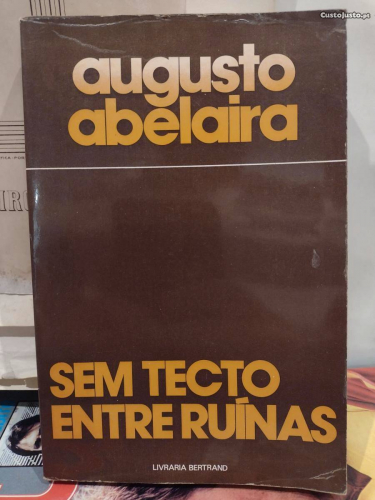 CustoJusto.pt
augusto
abelaira
SEM TECTO
ENTRE RUÍNAS
LIVRARIA BERTRAND